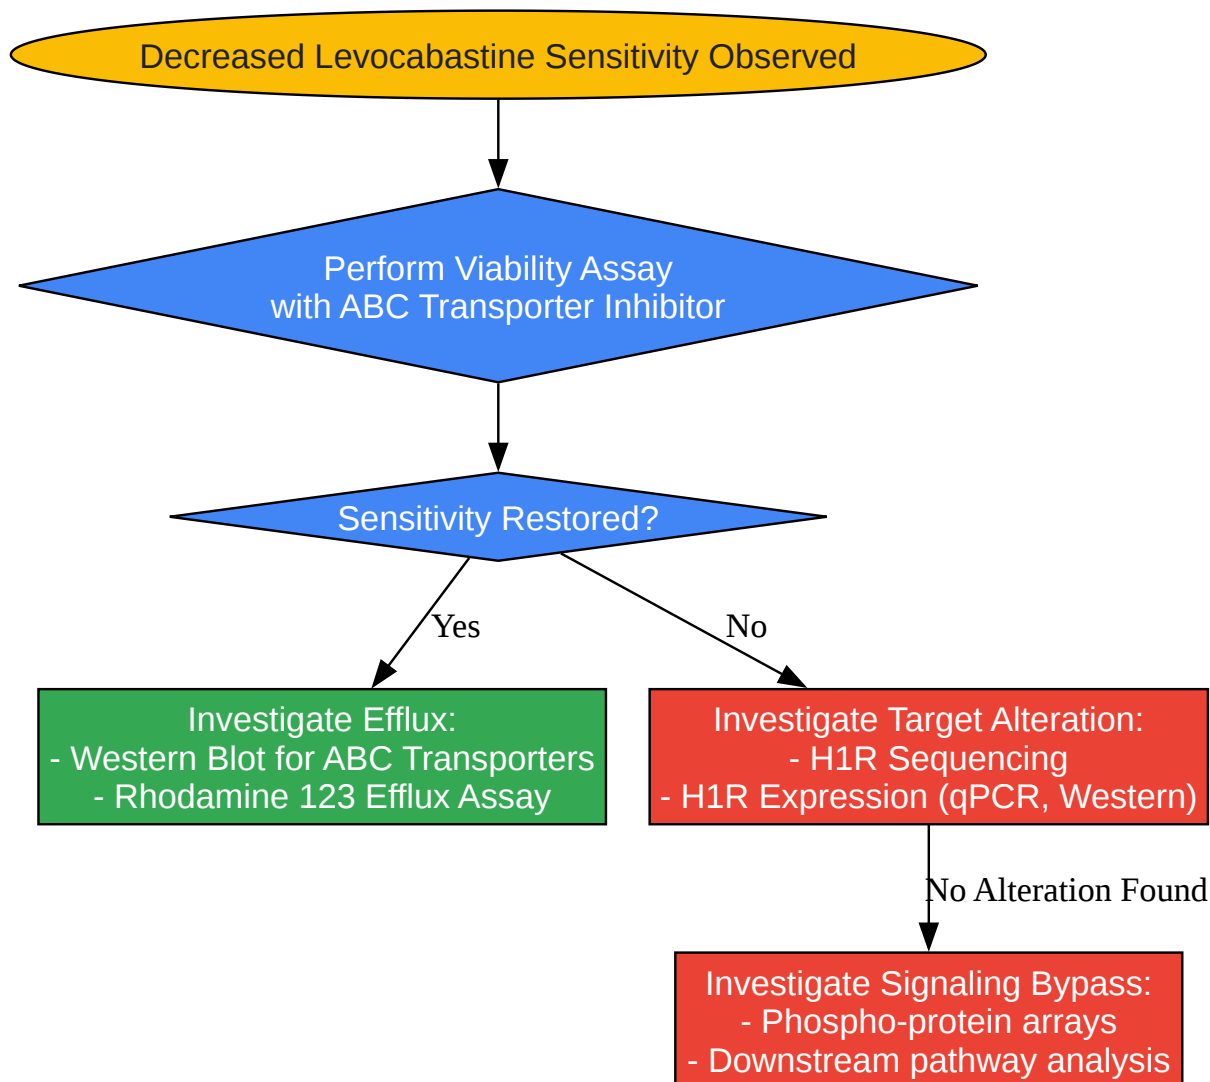 Decreased Levocabastine Sensitivity Observed
Perform Viability Assay
with ABC Transporter Inhibitor
Sensitivity Restored?
Yes
No
Investigate Efflux:
- Western Blot for ABC Transporters
- Rhodamine 123 Efflux Assay
Investigate Target Alteration:
- H1R Sequencing
- H1R Expression (qPCR, Western)
No Alteration Found
Investigate Signaling Bypass:
- Phospho-protein arrays
- Downstream pathway analysis